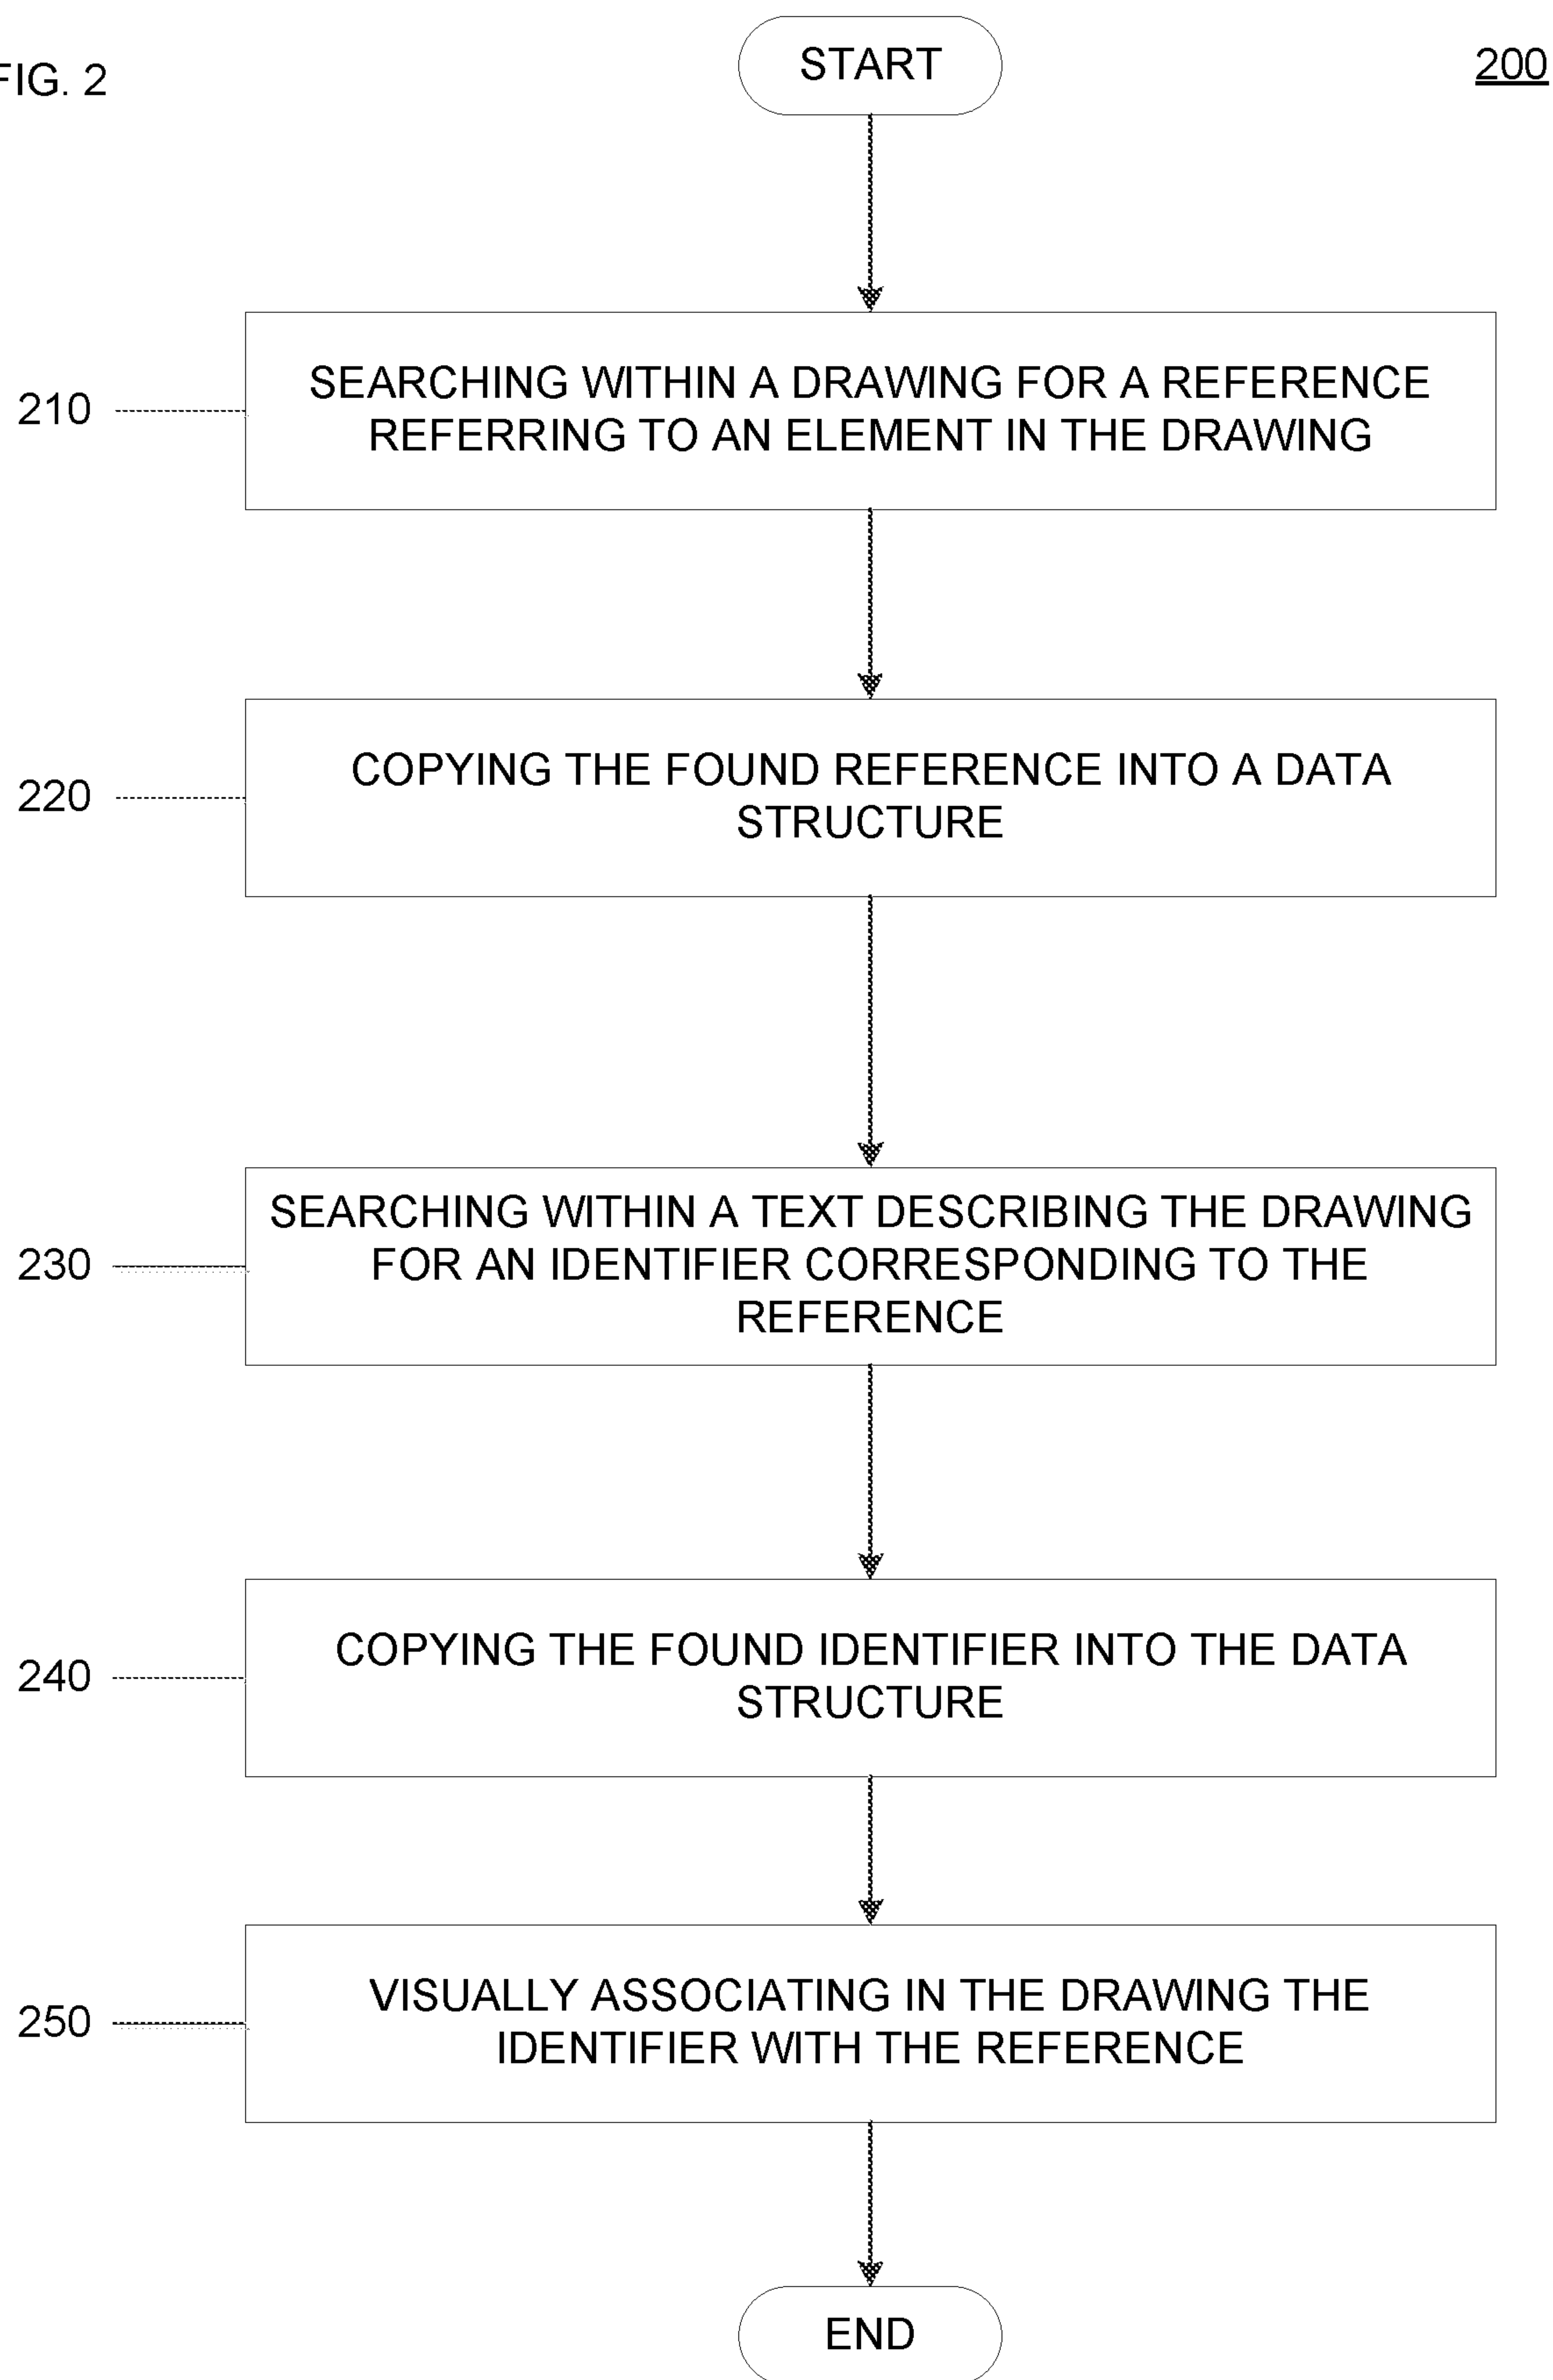 FIG. 2
START
200
210
SEARCHING WITHIN A DRAWING FOR A REFERENCE
REFERRING TO AN ELEMENT IN THE DRAWING
220
COPYING THE FOUND REFERENCE INTO A DATA
STRUCTURE
230
SEARCHING WITHIN A TEXT DESCRIBING THE DRAWING
FOR AN IDENTIFIER CORRESPONDING TO THE
REFERENCE
240
COPYING THE FOUND IDENTIFIER INTO THE DATA
STRUCTURE
250
VISUALLY ASSOCIATING IN THE DRAWING THE
IDENTIFIER WITH THE REFERENCE
END